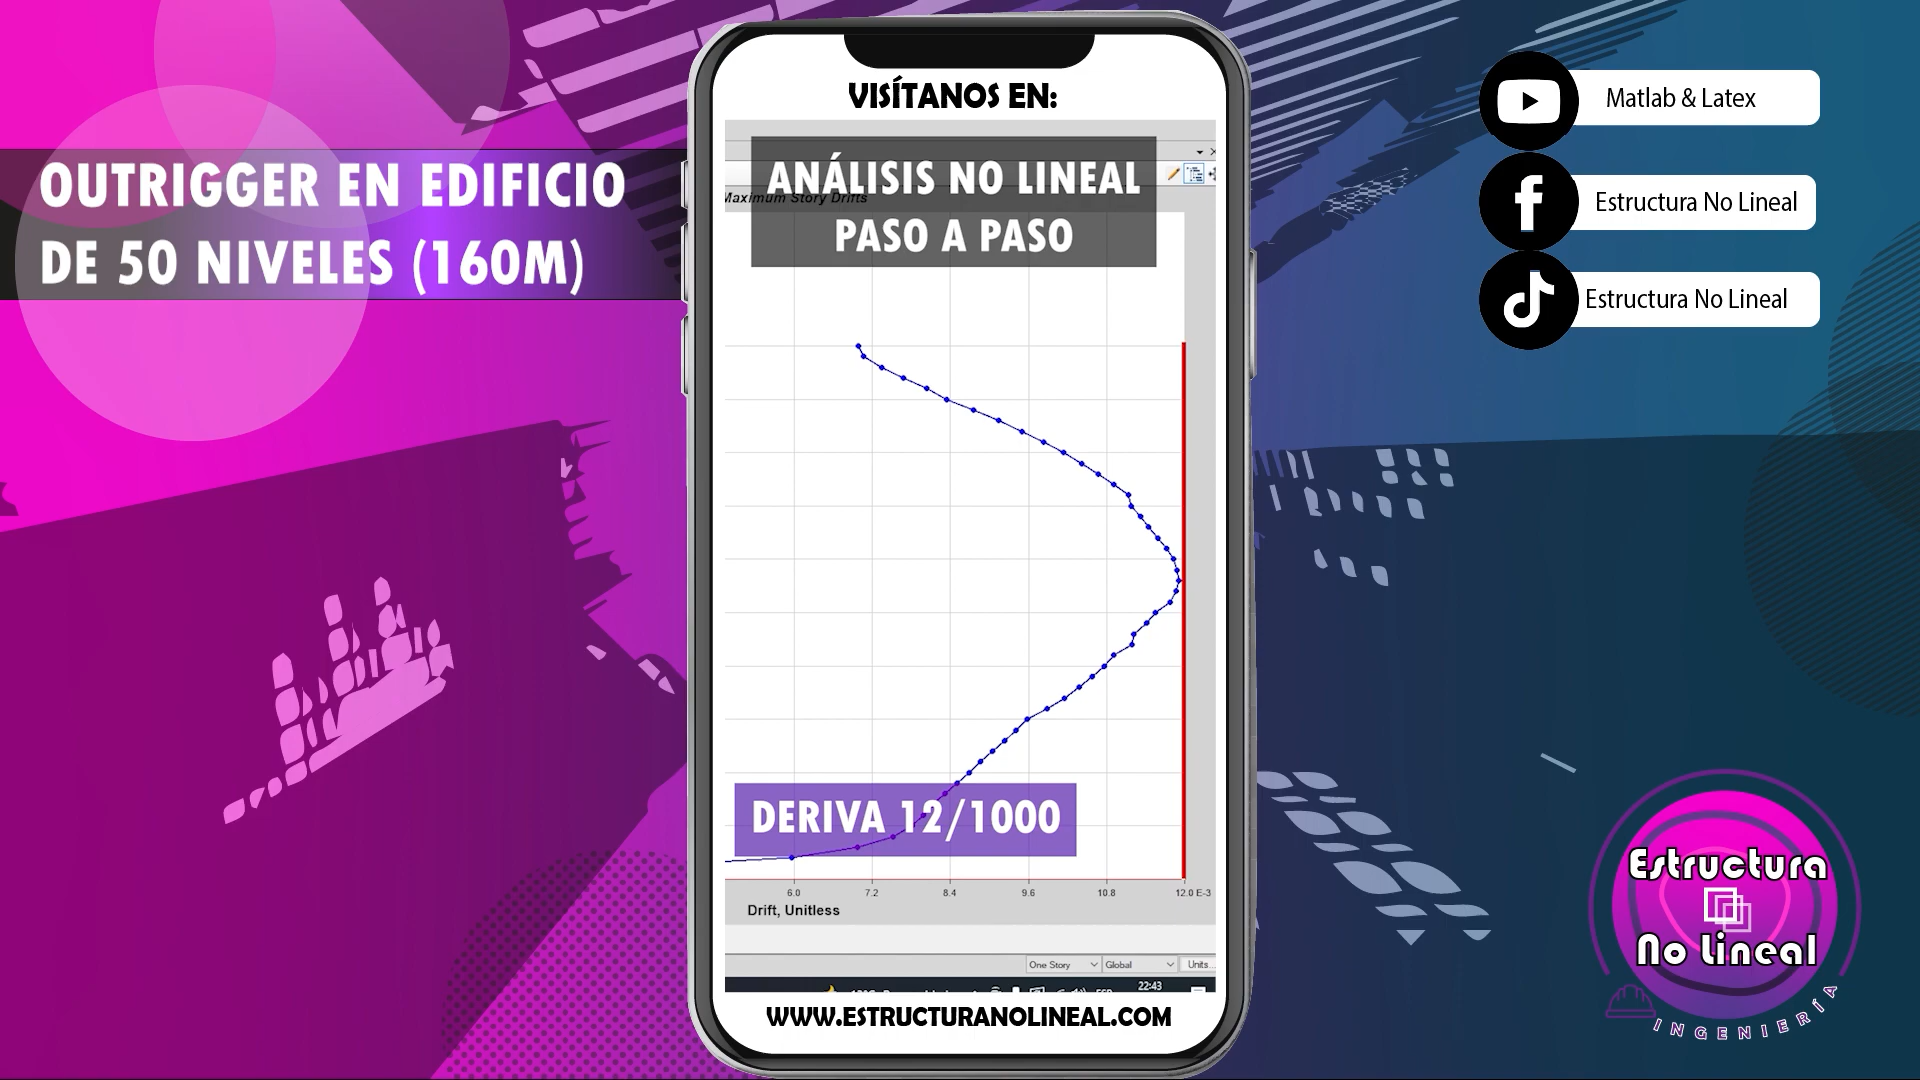 VISÍTANOS EN:
OUTRIGGER EN EDIFICIO
DE 50 NIVELES (160M)
ANÁLISIS NO LINEAL
PASO A PASO
Maximum Story Drifts
DERIVA 12/1000
6.0 7.2 8.4 9.6 10.8 12.0 E-3
Drift, Unitless
One Story Global Units...
22:43
WWW.ESTRUCTURANOLINEAL.COM
Matlab & Latex
Estructura No Lineal
Estructura No Lineal
Estructura
No Lineal
INGENIERÍA